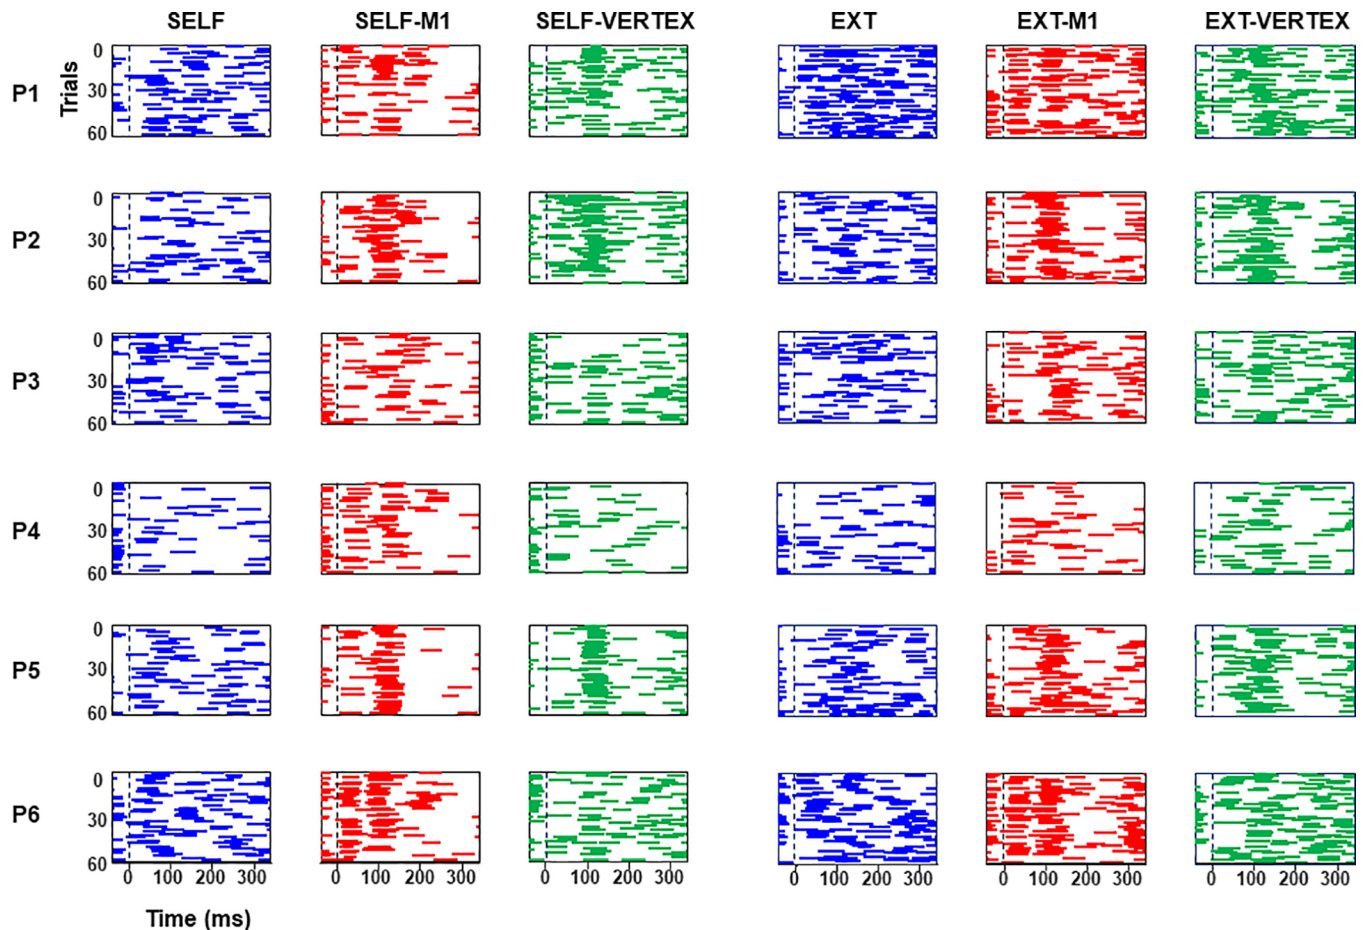 SELF SELF-M1 SELF-VERTEX EXT EXT-M1 EXT-VERTEX
P1 Trials 0 30 60
P2 0 30 60
P3 0 30 60
P4 0 30 60
P5 0 30 60
P6 0 30 60
0 100 200 300 0 100 200 300 0 100 200 300 0 100 200 300 0 100 200 300 0 100 200 300
Time (ms)